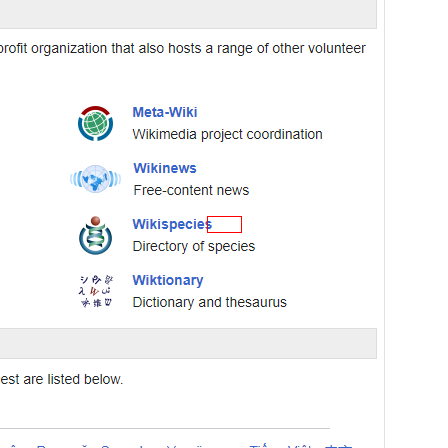 profit organization that also hosts a range of other volunteer
Meta-Wiki
Wikimedia project coordination
Wikinews
Free-content news
Wikispecies
Directory of species
Wiktionary
Dictionary and thesaurus
est are listed below.